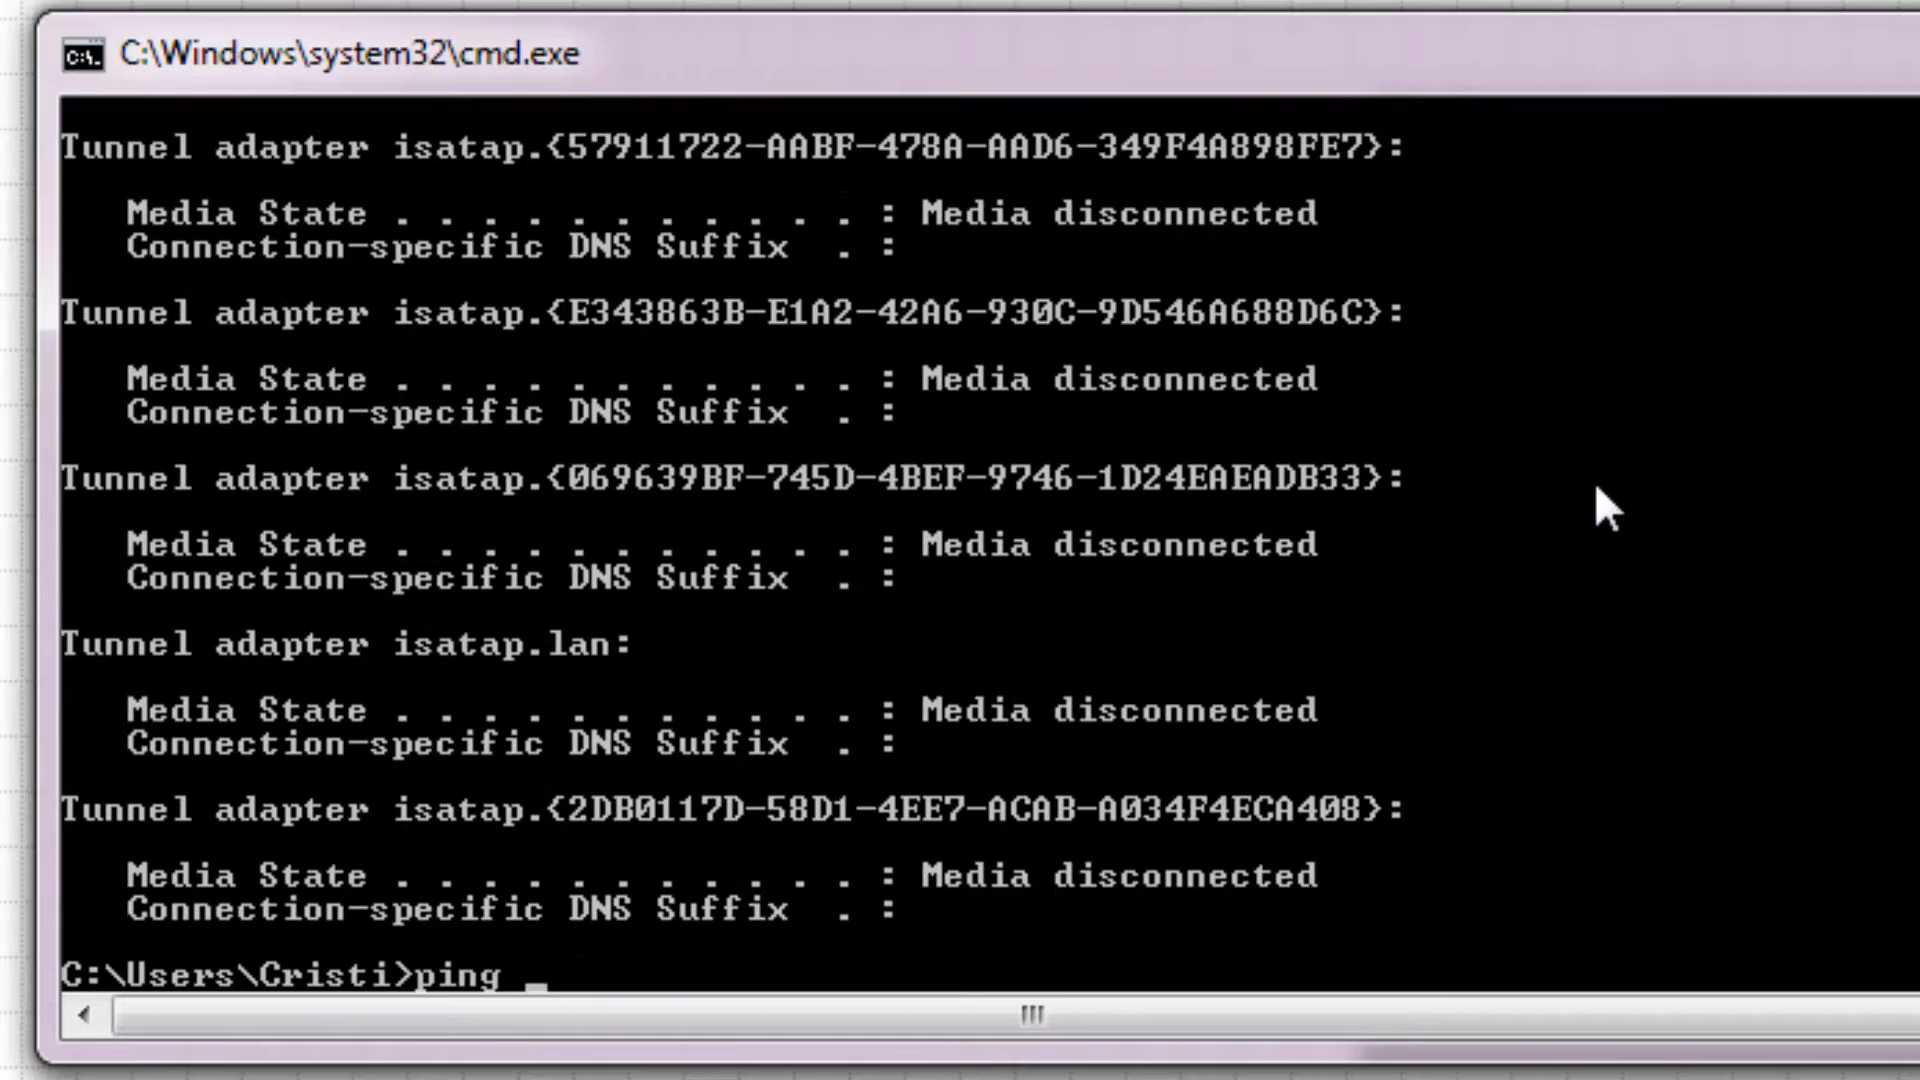 C:\Windows\system32\cmd.exe
Tunnel adapter isatap.{57911722-AABF-478A-AAD6-349F4A898FE7}:
Media State . . . . . . . . . . . : Media disconnected
Connection-specific DNS Suffix  . :
Tunnel adapter isatap.{E343863B-E1A2-42A6-930C-9D546A688D6C}:
Media State . . . . . . . . . . . : Media disconnected
Connection-specific DNS Suffix  . :
Tunnel adapter isatap.{069639BF-745D-4BEF-9746-1D24EAEADB33}:
Media State . . . . . . . . . . . : Media disconnected
Connection-specific DNS Suffix  . :
Tunnel adapter isatap.lan:
Media State . . . . . . . . . . . : Media disconnected
Connection-specific DNS Suffix  . :
Tunnel adapter isatap.{2DB0117D-58D1-4EE7-ACAB-A034F4ECA408}:
Media State . . . . . . . . . . . : Media disconnected
Connection-specific DNS Suffix  . :
C:\Users\Cristi>ping _